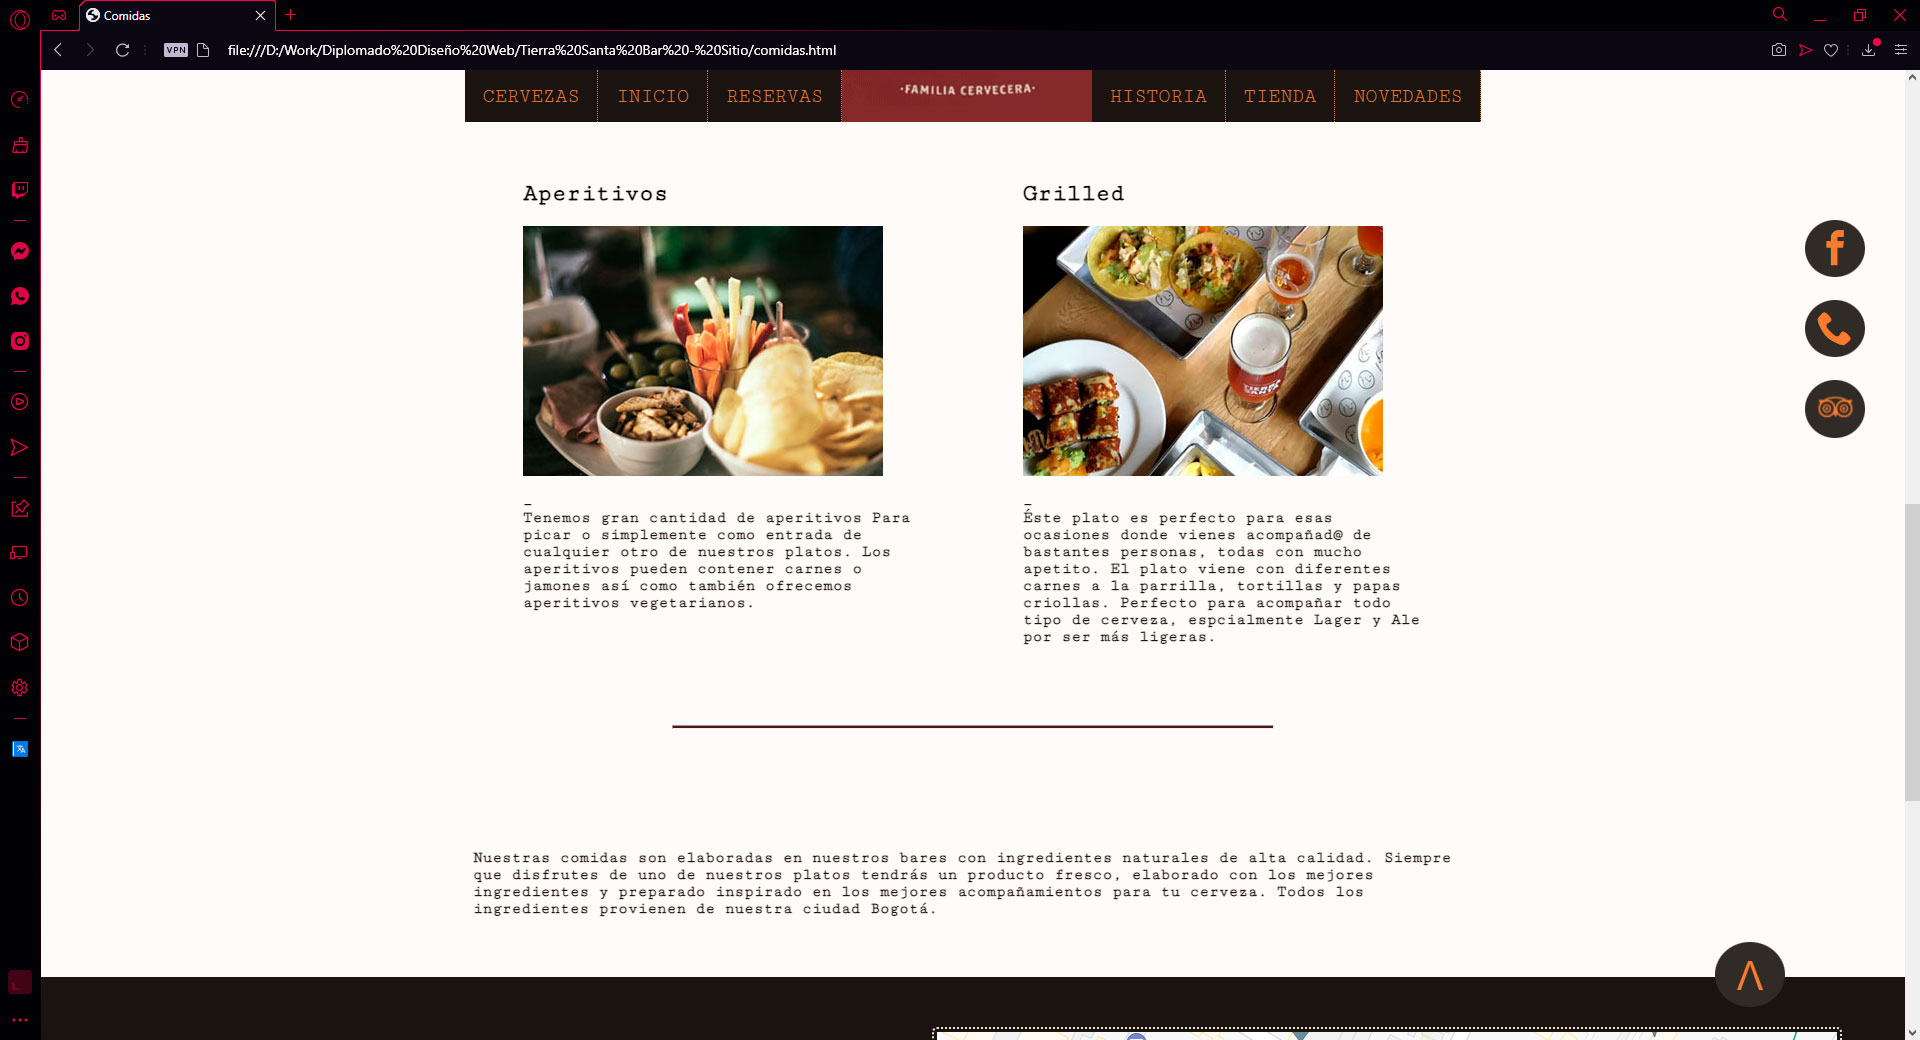 Comidas
VPN
file:///D:/Work/Diplomado%20Diseño%20Web/Tierra%20Santa%20Bar%20-%20Sitio/comidas.html
CERVEZAS
INICIO
RESERVAS
·FAMILIA CERVECERA·
HISTORIA
TIENDA
NOVEDADES
Aperitivos
TIERRA
SANTA
–
Tenemos gran cantidad de aperitivos Para
picar o simplemente como entrada de
cualquier otro de nuestros platos. Los
aperitivos pueden contener carnes o
jamones así como también ofrecemos
aperitivos vegetarianos.
Grilled
–
Éste plato es perfecto para esas
ocasiones donde vienes acompañad@ de
bastantes personas, todas con mucho
apetito. El plato viene con diferentes
carnes a la parrilla, tortillas y papas
criollas. Perfecto para acompañar todo
tipo de cerveza, espcialmente Lager y Ale
por ser más ligeras.
Nuestras comidas son elaboradas en nuestros bares con ingredientes naturales de alta calidad. Siempre
que disfrutes de uno de nuestros platos tendrás un producto fresco, elaborado con los mejores
ingredientes y preparado inspirado en los mejores acompañamientos para tu cerveza. Todos los
ingredientes provienen de nuestra ciudad Bogotá.